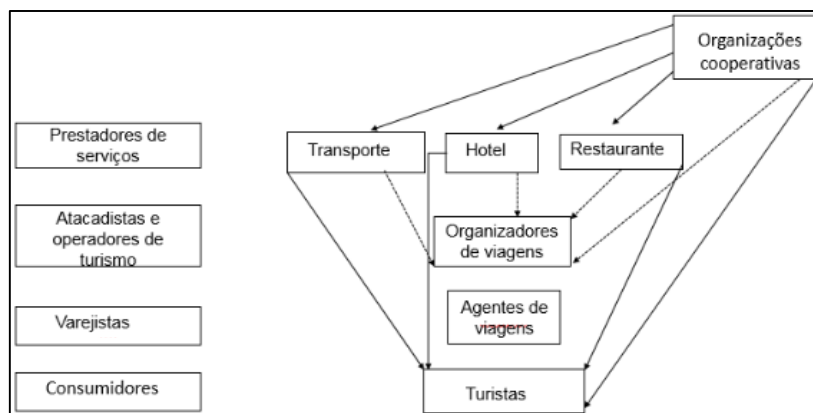 Organizações
cooperativas
Prestadores de
serviços
Transporte
Hotel
Restaurante
Atacadistas e
operadores de
turismo
Organizadores
de viagens
Varejistas
Agentes de
viagens
Consumidores
Turistas